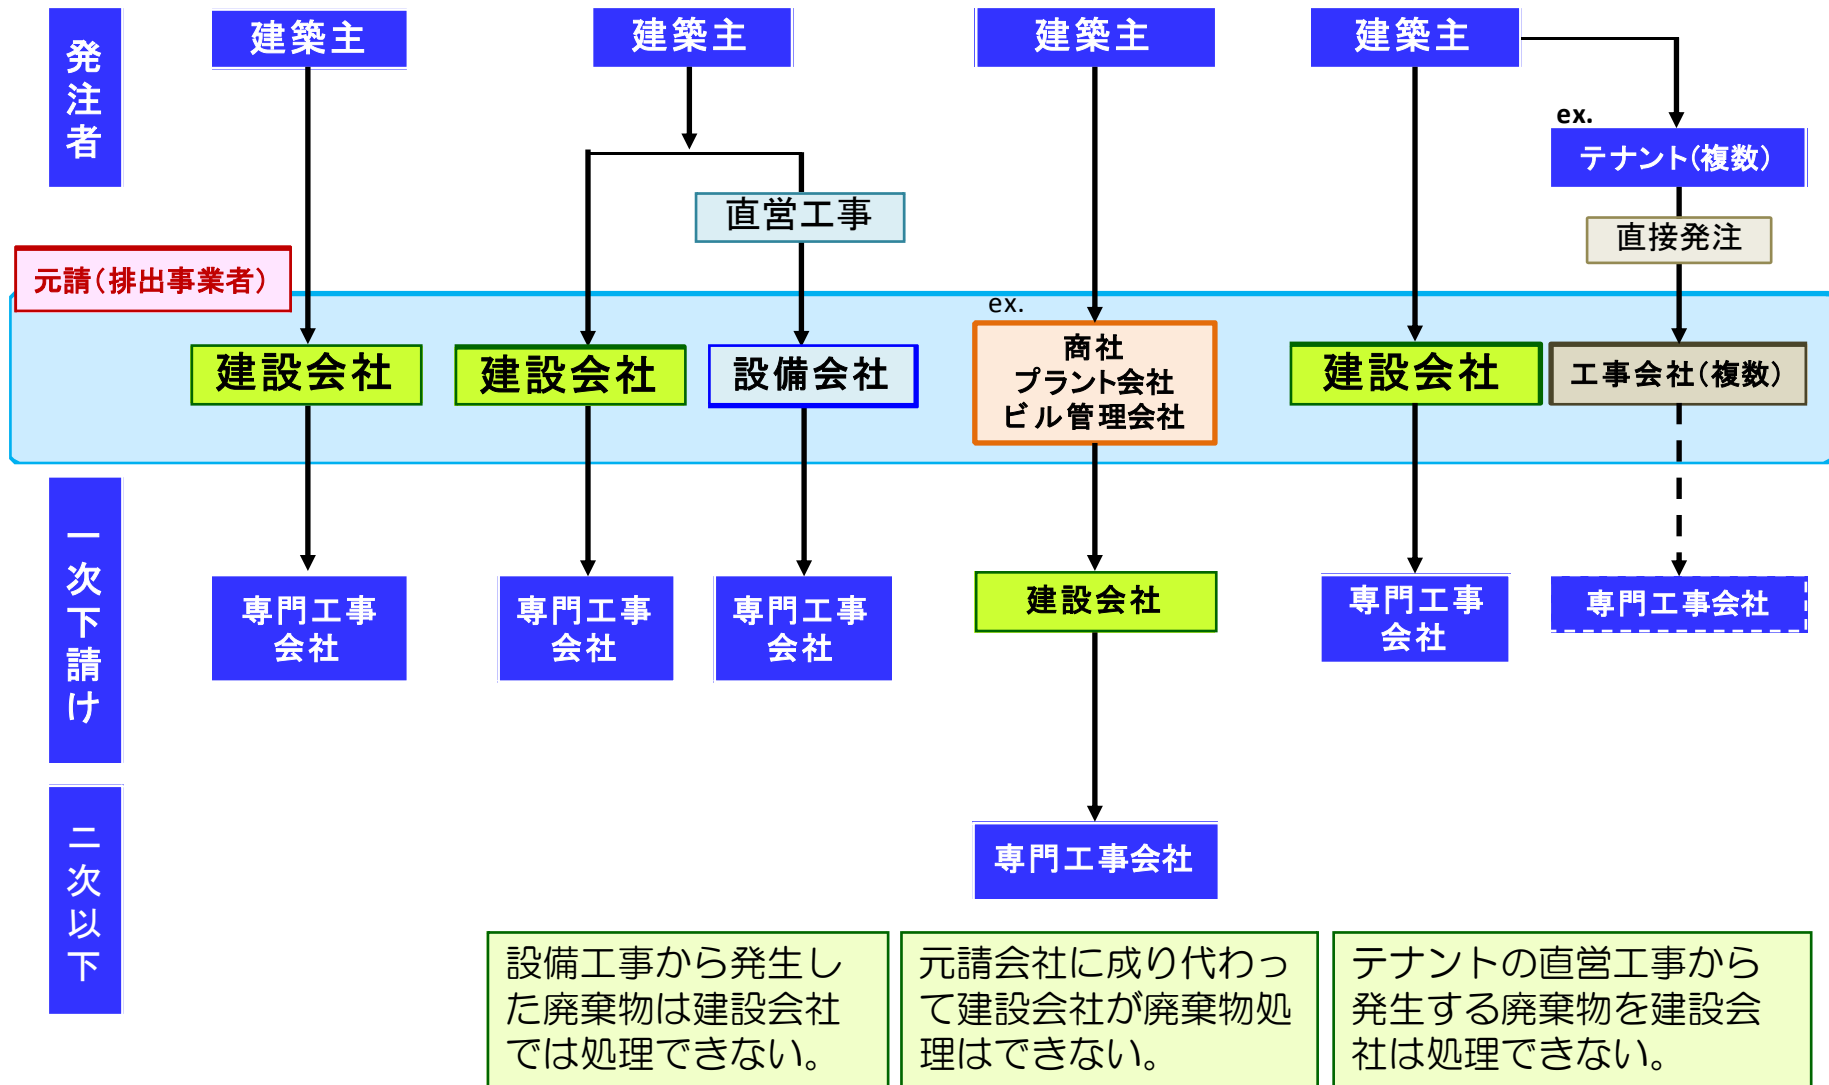 発注者
建築主
建築主
建築主
建築主
ex.
テナント(複数)
直営工事
直接発注
元請(排出事業者)
ex.
建設会社
建設会社
設備会社
商社
プラント会社
ビル管理会社
建設会社
工事会社(複数)
一次下請け
専門工事
会社
専門工事
会社
専門工事
会社
建設会社
専門工事
会社
専門工事会社
二次以下
専門工事会社
設備工事から発生し
た廃棄物は建設会社
では処理できない。
元請会社に成り代わっ
て建設会社が廃棄物処
理はできない。
テナントの直営工事から
発生する廃棄物を建設会
社は処理できない。